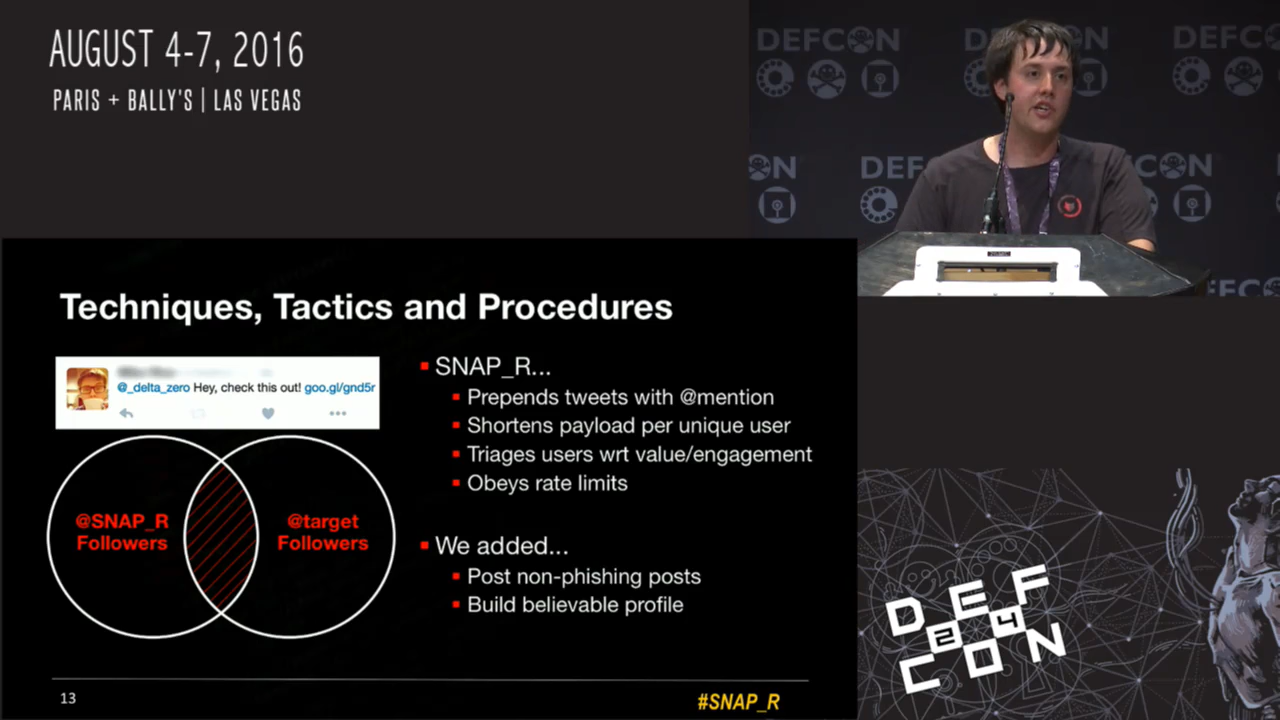 AUGUST 4-7, 2016
PARIS + BALLY'S | LAS VEGAS
DEFCON
DEFCON
Techniques, Tactics and Procedures
@_delta_zero Hey, check this out! goo.gl/gnd5r
@SNAP_R
Followers
@target
Followers
SNAP_R...
Prepends tweets with @mention
Shortens payload per unique user
Triages users wrt value/engagement
Obeys rate limits
We added...
Post non-phishing posts
Build believable profile
13
#SNAP_R
DEF
24
CON